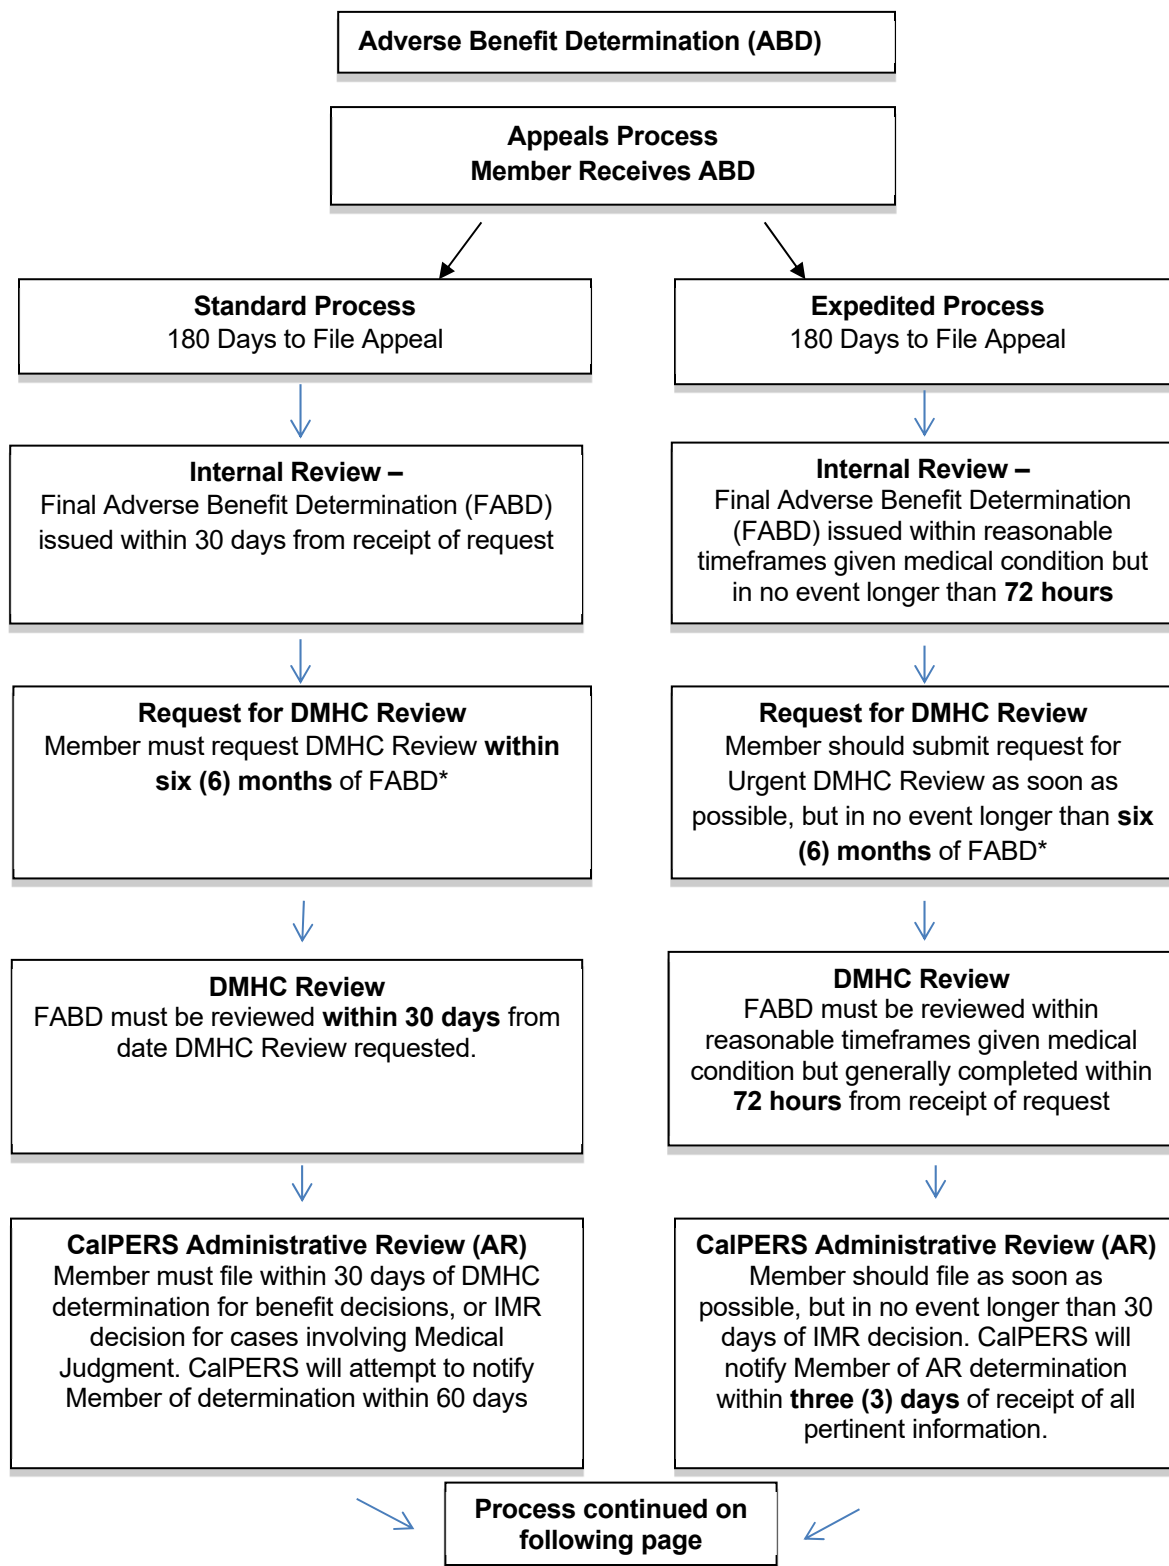 Adverse Benefit Determination (ABD)
Appeals Process
Member Receives ABD
Standard Process
180 Days to File Appeal
Expedited Process
180 Days to File Appeal
Internal Review –
Final Adverse Benefit Determination (FABD)
issued within 30 days from receipt of request
Internal Review –
Final Adverse Benefit Determination
(FABD) issued within reasonable
timeframes given medical condition but
in no event longer than 72 hours
Request for DMHC Review
Member must request DMHC Review within
six (6) months of FABD*
Request for DMHC Review
Member should submit request for
Urgent DMHC Review as soon as
possible, but in no event longer than six
(6) months of FABD*
DMHC Review
FABD must be reviewed within 30 days from
date DMHC Review requested.
DMHC Review
FABD must be reviewed within
reasonable timeframes given medical
condition but generally completed within
72 hours from receipt of request
CalPERS Administrative Review (AR)
Member must file within 30 days of DMHC
determination for benefit decisions, or IMR
decision for cases involving Medical
Judgment. CalPERS will attempt to notify
Member of determination within 60 days
CalPERS Administrative Review (AR)
Member should file as soon as
possible, but in no event longer than 30
days of IMR decision. CalPERS will
notify Member of AR determination
within three (3) days of receipt of all
pertinent information.
Process continued on
following page